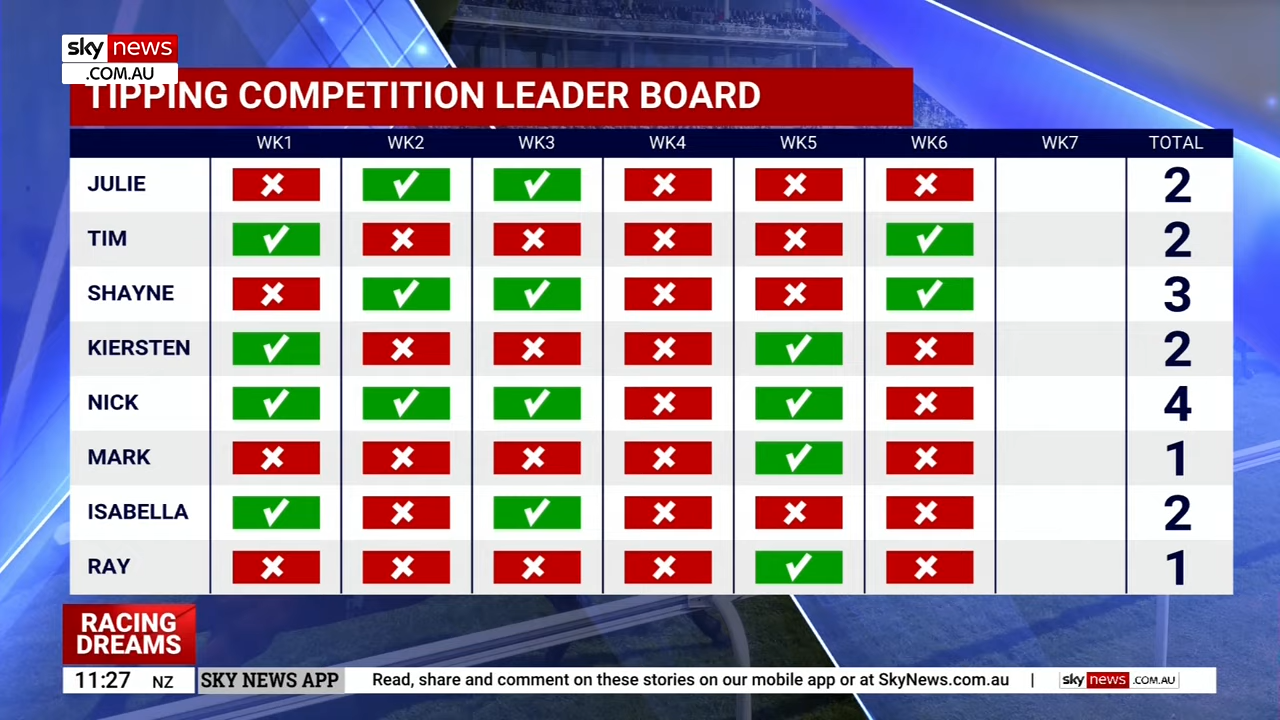 sky news
.COM.AU
TIPPING COMPETITION LEADER BOARD
WK1 WK2 WK3 WK4 WK5 WK6 WK7 TOTAL
JULIE 2
TIM 2
SHAYNE 3
KIERSTEN 2
NICK 4
MARK 1
ISABELLA 2
RAY 1
RACING
DREAMS
11:27 NZ SKY NEWS APP Read, share and comment on these stories on our mobile app or at SkyNews.com.au | sky news .COM.AU